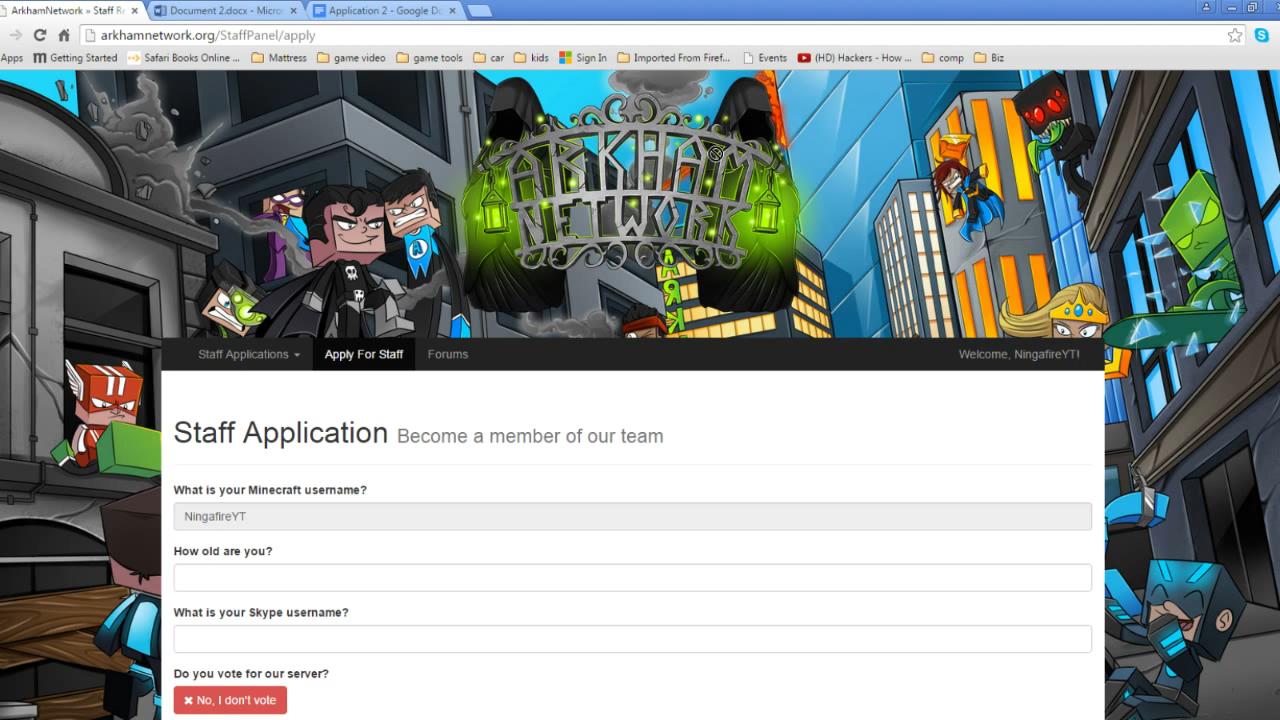 ArkhamNetwork » Staff R
Document 2.docx - Micro
Application 2 - Google Do
arkhamnetwork.org/StaffPanel/apply
Apps
Getting Started
Safari Books Online ...
Mattress
game video
game tools
car
kids
Sign In
Imported From Firef...
Events
(HD) Hackers - How ...
comp
Biz
ARKHAM
NETWORK
Staff Applications
Apply For Staff
Forums
Welcome, NingafireYT!
Staff Application Become a member of our team
What is your Minecraft username?
NingafireYT
How old are you?
What is your Skype username?
Do you vote for our server?
✖ No, I don't vote